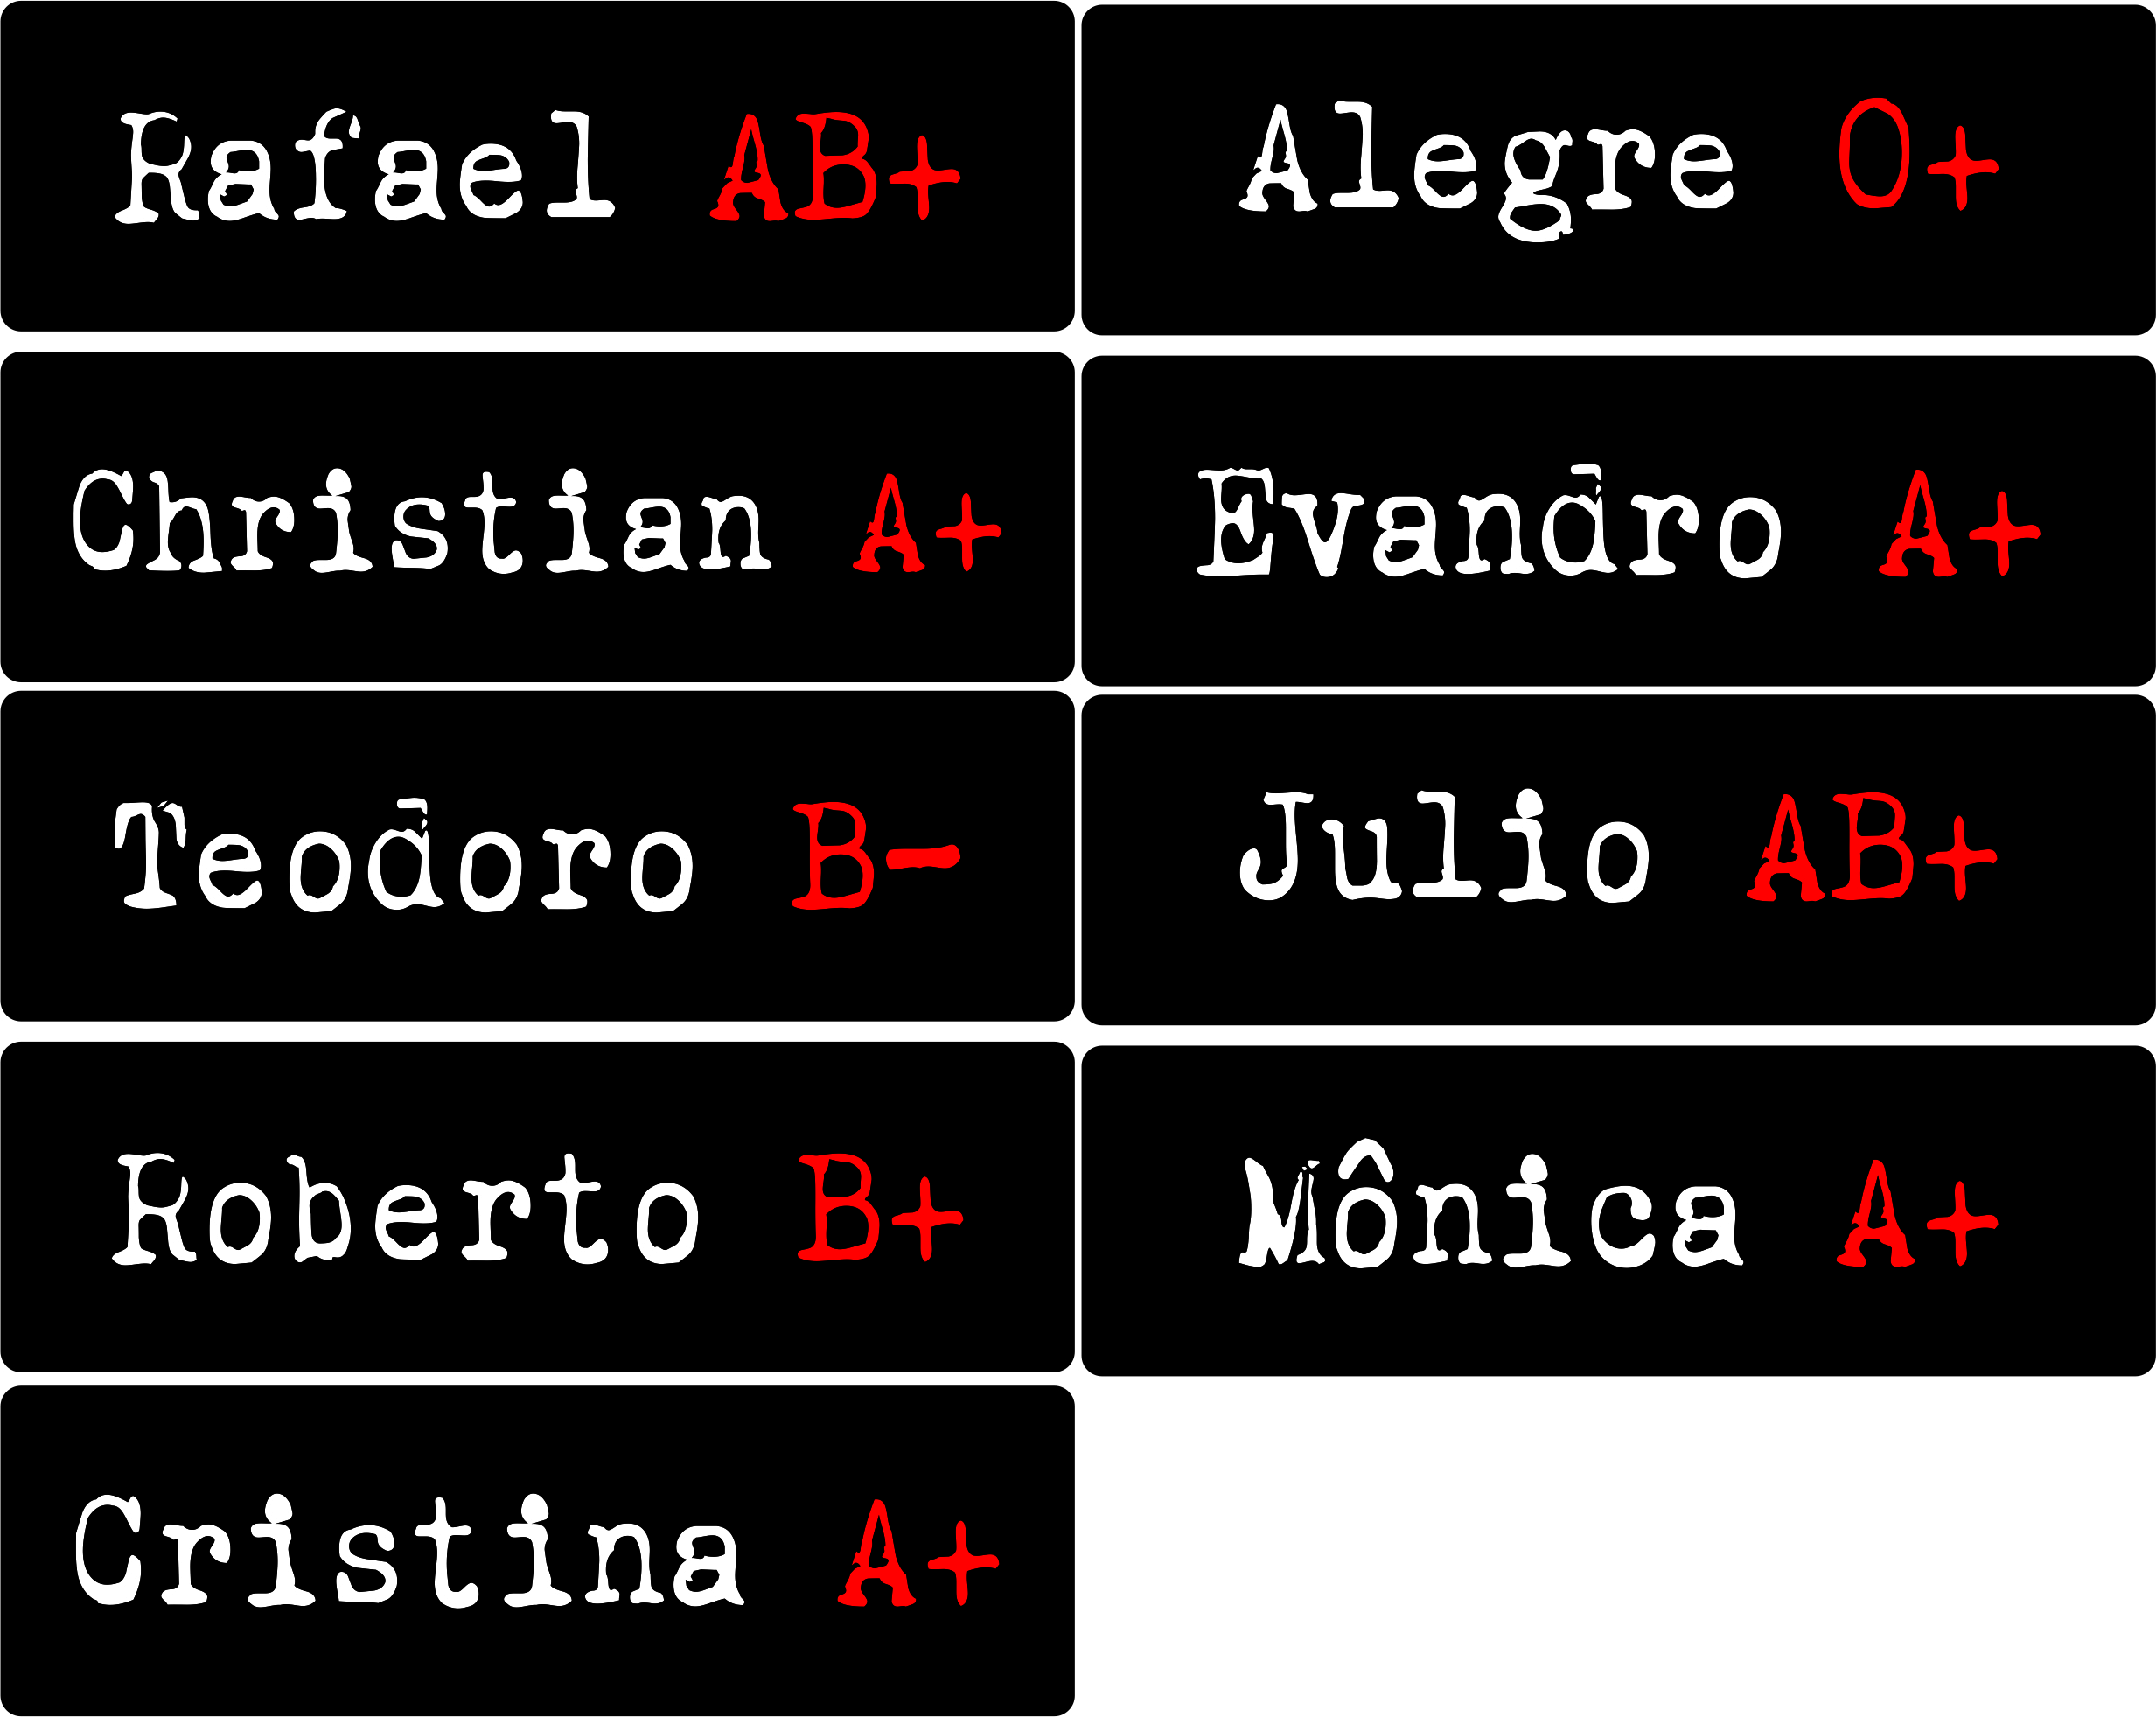 Rafael AB+
Alegre O+
Christian A+
Evandro A+
Teodoro B-
Julio AB+
Roberto B+
Mônica A+
Cristina A+